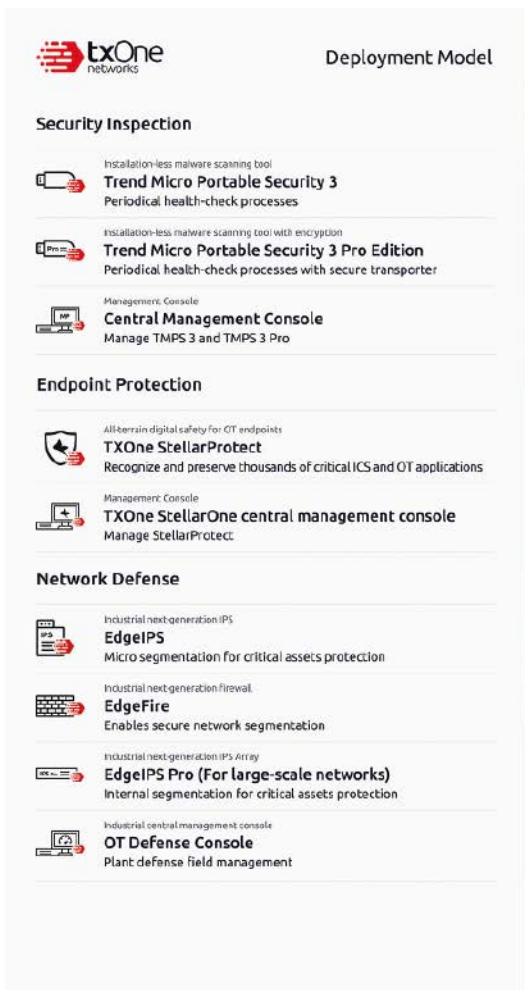 txOne
networks
Deployment Model
Security Inspection
Installation-less malware scanning tool
Trend Micro Portable Security 3
Periodical health-check processes
Installation-less malware scanning tool with encryption
Pro
Trend Micro Portable Security 3 Pro Edition
Periodical health-check processes with secure transporter
Management Console
MP
Central Management Console
Manage TMPS 3 and TMPS 3 Pro
Endpoint Protection
All-terrain digital safety for OT endpoints
TXOne StellarProtect
Recognize and preserve thousands of critical ICS and OT applications
Management Console
TXOne StellarOne central management console
Manage StellarProtect
Network Defense
Industrial next-generation IPS
IPS
EdgeIPS
Micro segmentation for critical assets protection
Industrial next-generation firewall
EdgeFire
Enables secure network segmentation
Industrial next-generation IPS Array
EdgeIPS Pro (For large-scale networks)
Internal segmentation for critical assets protection
Industrial central management console
OT Defense Console
Plant defense field management